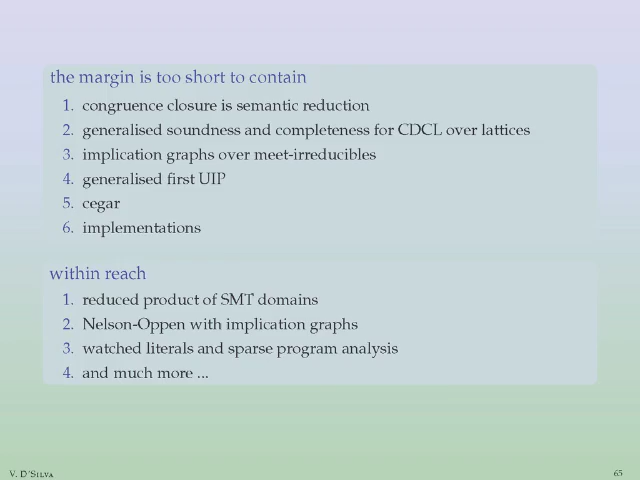 the margin is too short to contain
1. congruence closure is semantic reduction
2. generalised soundness and completeness for CDCL over lattices
3. implication graphs over meet-irreducibles
4. generalised first UIP
5. cegar
6. implementations
within reach
1. reduced product of SMT domains
2. Nelson-Oppen with implication graphs
3. watched literals and sparse program analysis
4. and much more ...
V. D'Silva
65